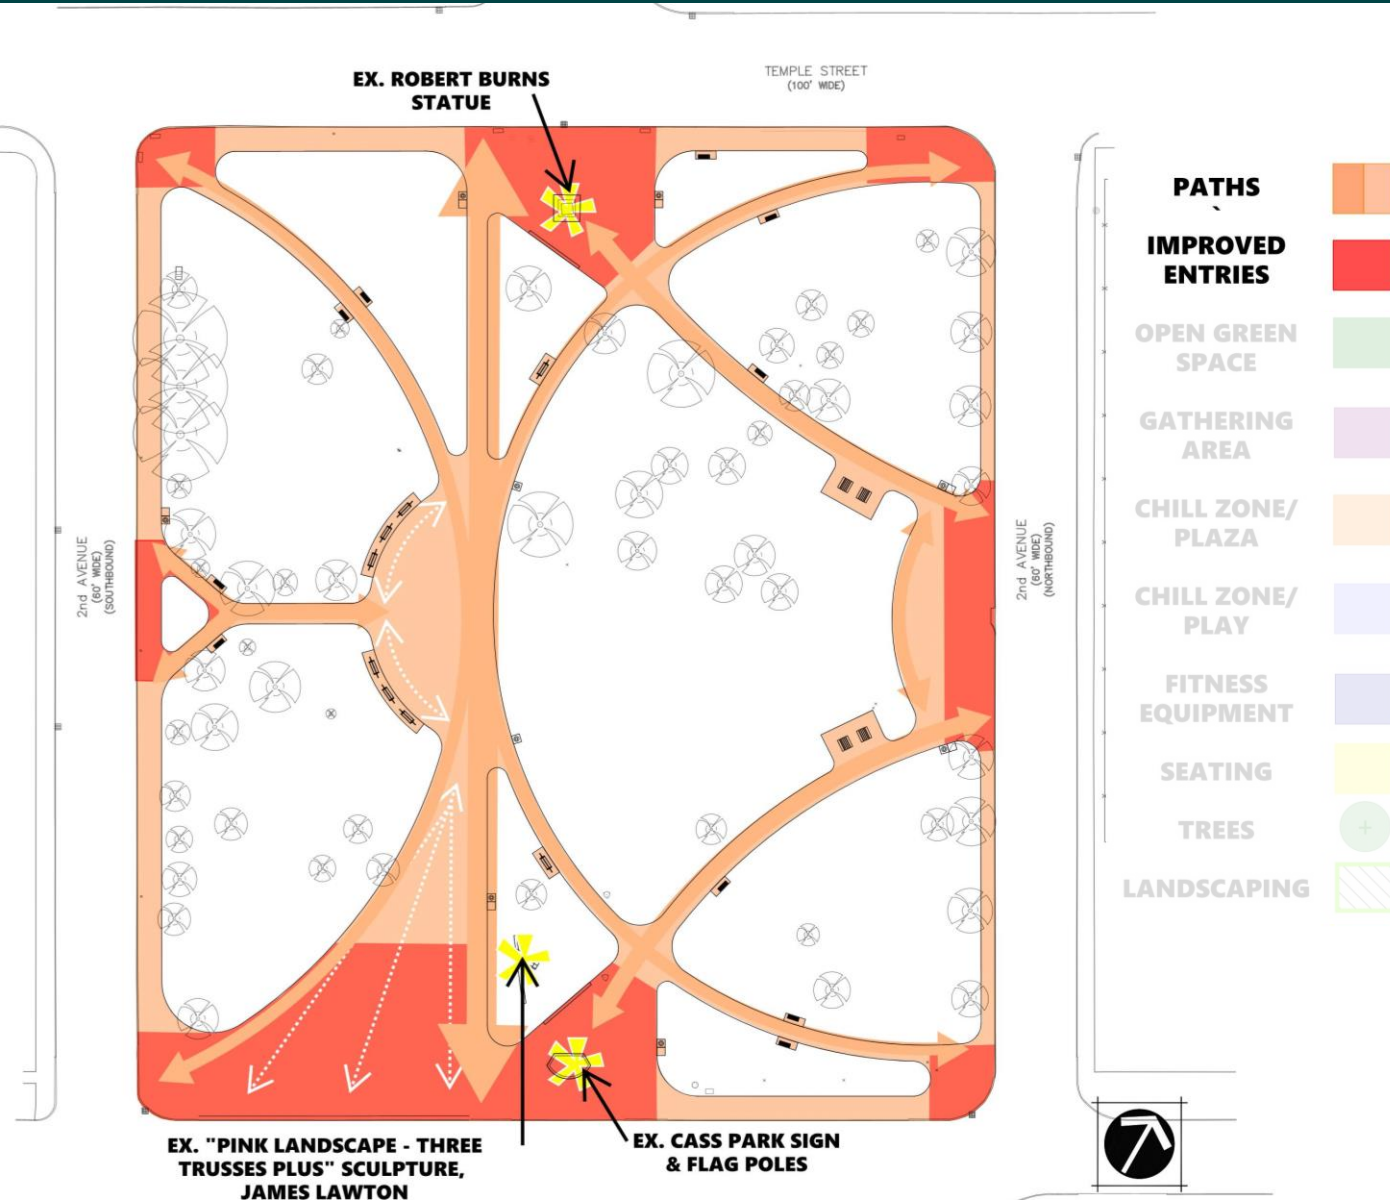 EX. ROBERT BURNS
STATUE
TEMPLE STREET
(100' WIDE)
PATHS
`
IMPROVED
ENTRIES
OPEN GREEN
SPACE
GATHERING
AREA
CHILL ZONE/
PLAZA
CHILL ZONE/
PLAY
FITNESS
EQUIPMENT
SEATING
TREES
LANDSCAPING
2nd AVENUE
(60' WIDE)
(SOUTHBOUND)
2nd AVENUE
(60' WIDE)
(NORTHBOUND)
EX. "PINK LANDSCAPE - THREE
TRUSSES PLUS" SCULPTURE,
JAMES LAWTON
EX. CASS PARK SIGN
& FLAG POLES